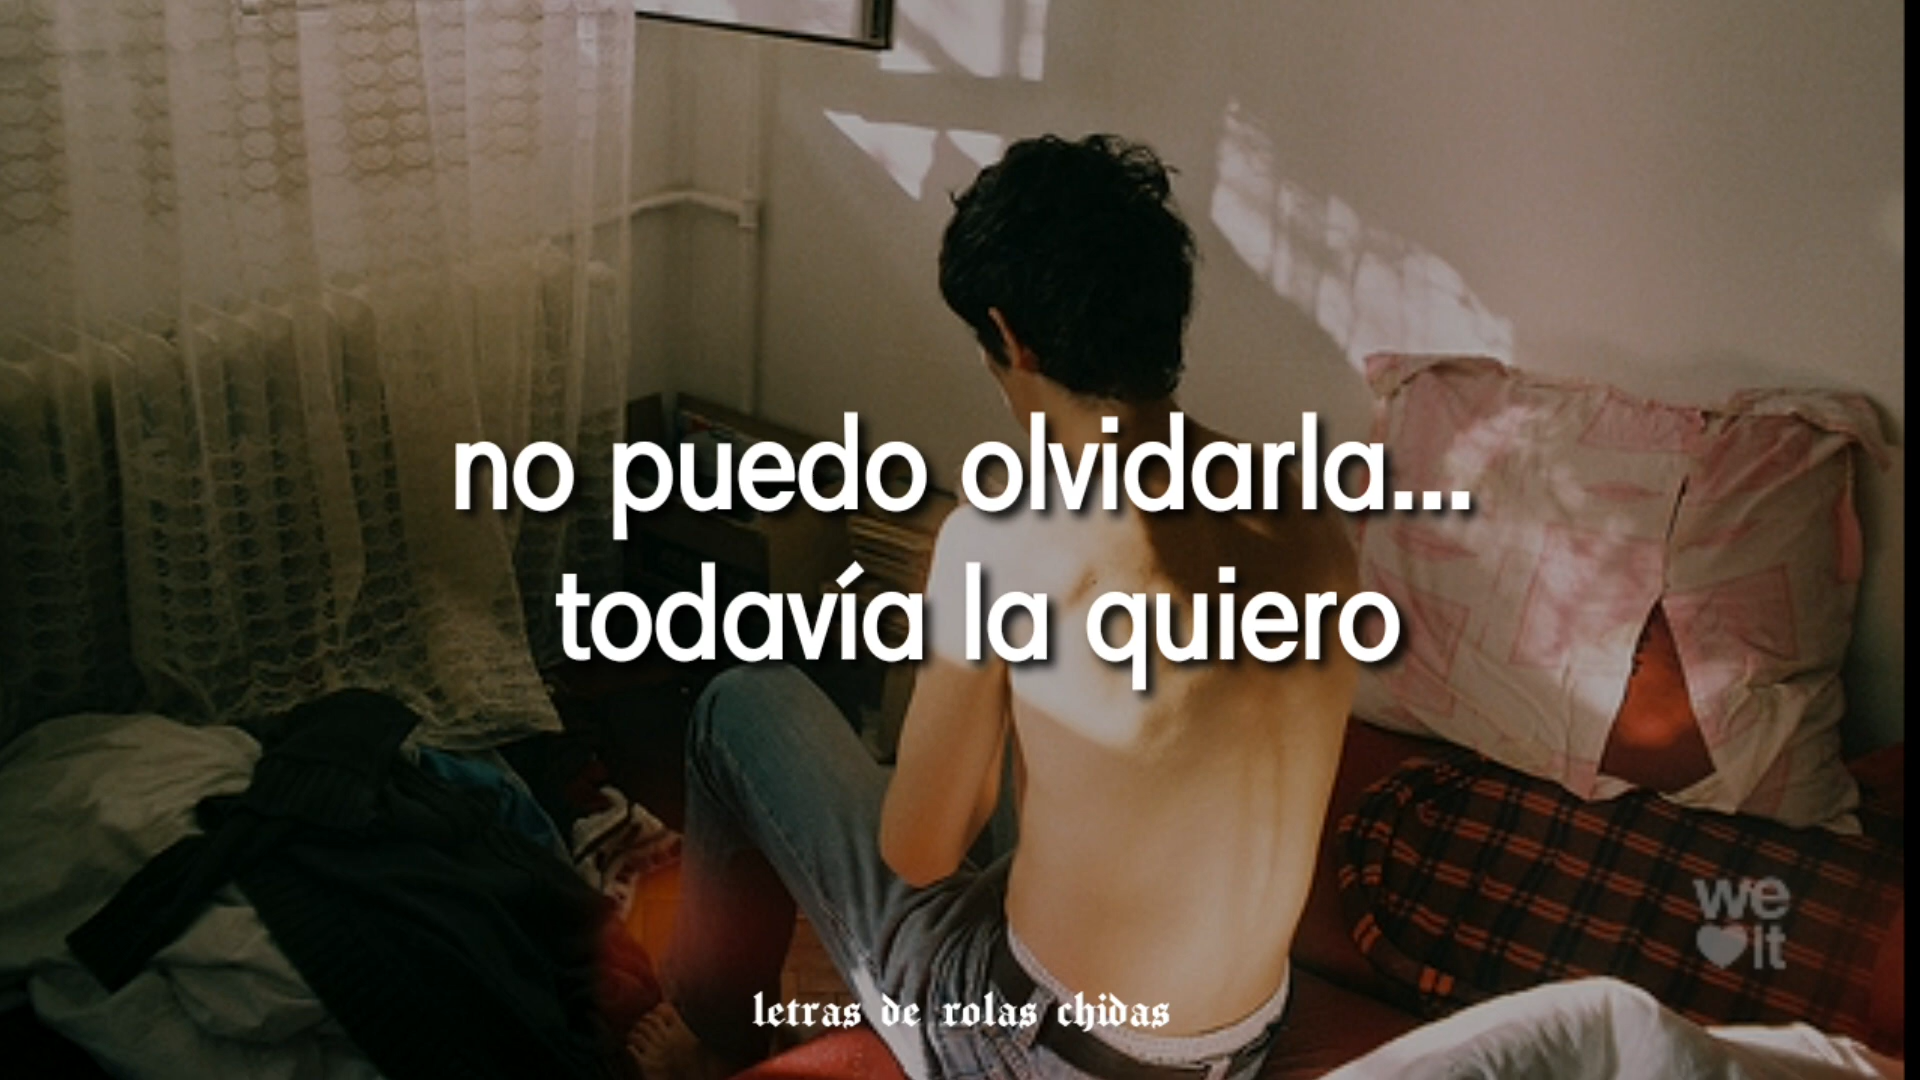 no puedo olvidarla...
todavía la quiero
we
it
letras de rolas chidas